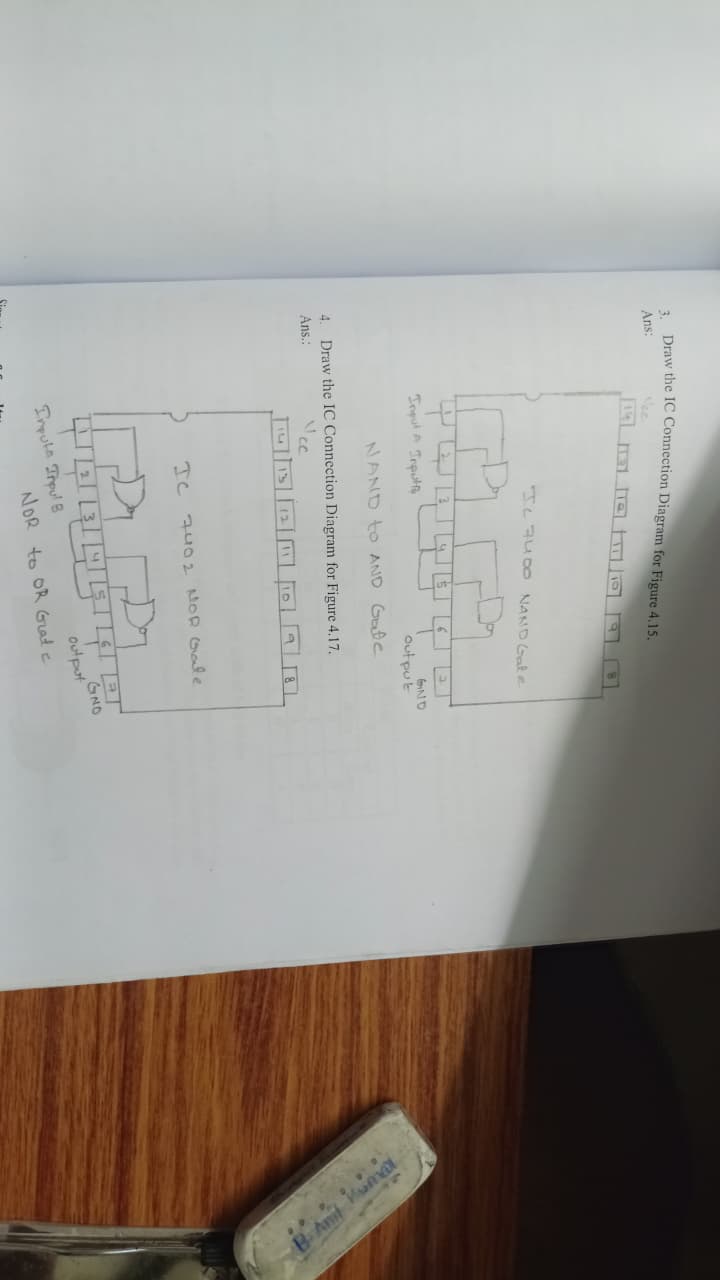 3. Draw the IC Connection Diagram for Figure 4.15.
Ans:
Vcc
14 13 12 11 10 9 8
IC 7400 NAND Gate
1 2 3 4 5 6 7
Input A Input B output GND
NAND to AND Gate
4. Draw the IC Connection Diagram for Figure 4.17.
Ans.:
Vcc
14 13 12 11 10 9 8
IC 7402 NOR Gate
1 2 3 4 5 6 7
Input A Input B output GND
NOR to OR Gate